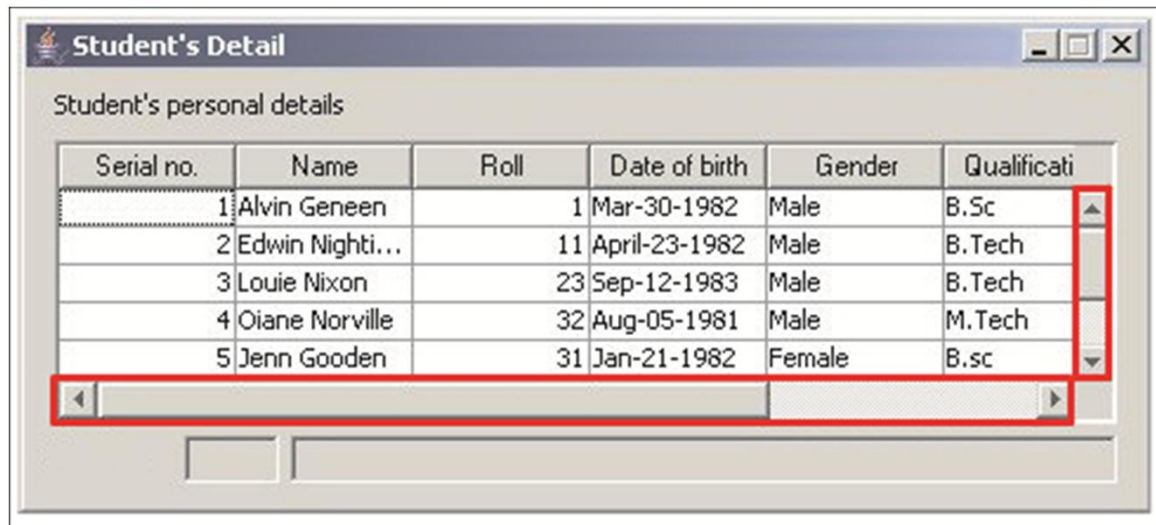 Student's Detail
Student's personal details
Serial no. Name Roll Date of birth Gender Qualificati
1 Alvin Geneen 1 Mar-30-1982 Male B.Sc
2 Edwin Nighti... 11 April-23-1982 Male B.Tech
3 Louie Nixon 23 Sep-12-1983 Male B.Tech
4 Oiane Norville 32 Aug-05-1981 Male M.Tech
5 Jenn Gooden 31 Jan-21-1982 Female B.sc